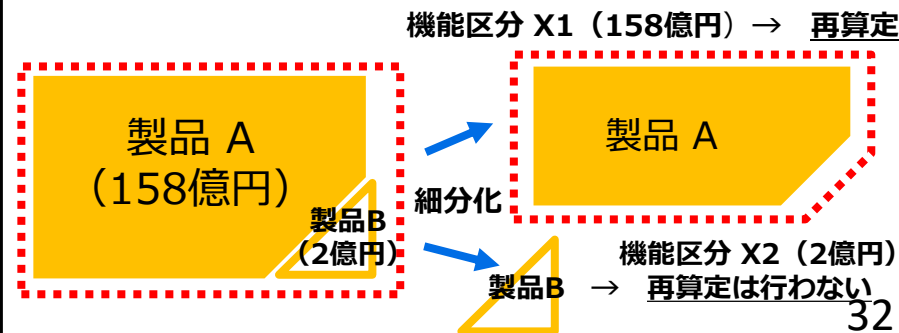 機能区分 X1（158億円）→ 再算定
製品 A
（158億円）
製品B
（2億円）
細分化
製品 A
機能区分 X2（2億円）
製品B → 再算定は行わない
32